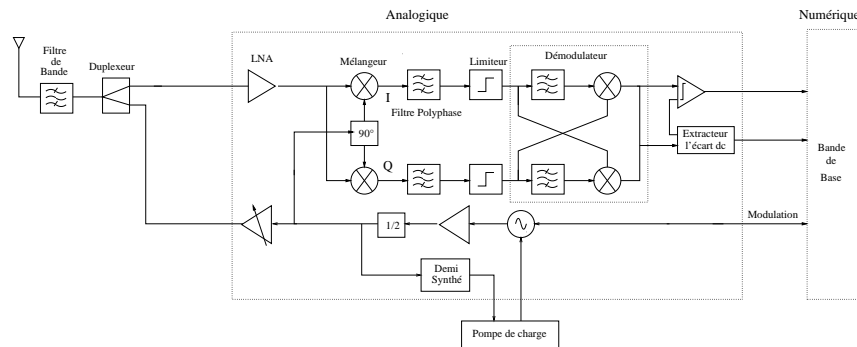 Analogique
Numérique
Filtre
de
Bande
Duplexeur
LNA
Mélangeur
I
Filtre Polyphase
Limiteur
Démodulateur
90°
Q
Extracteur
l'écart dc
Bande
de
Base
1/2
Modulation
Demi
Synthé
Pompe de charge